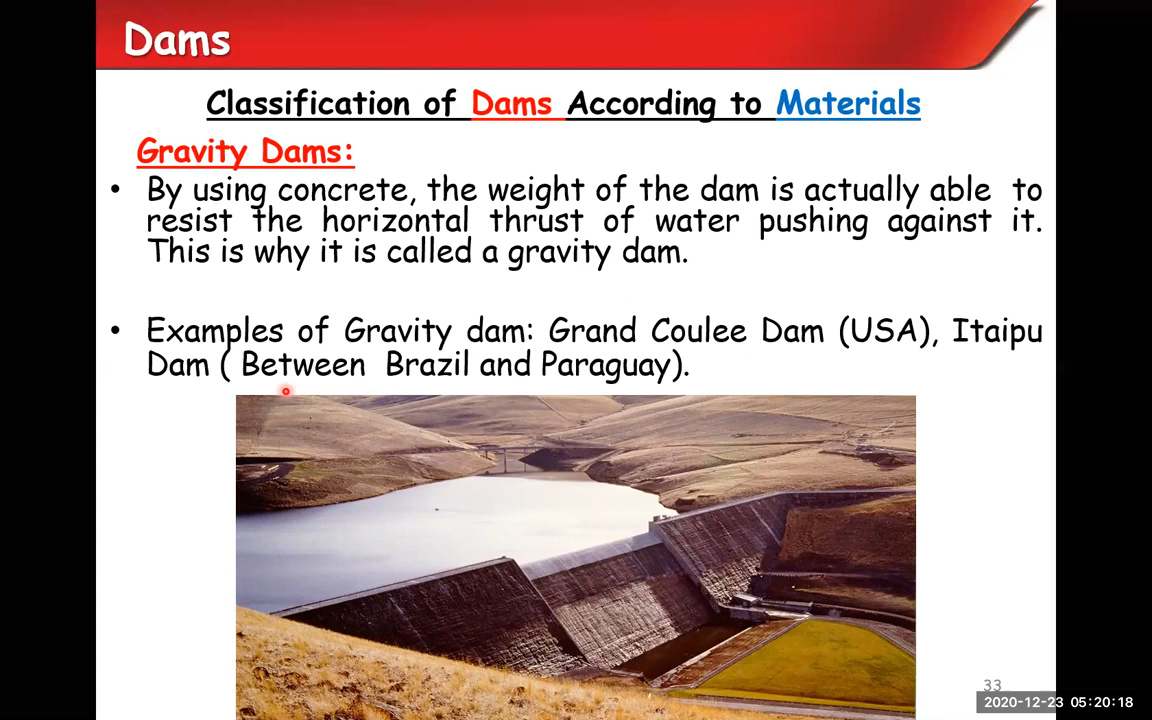 Dams
Classification of Dams According to Materials
Gravity Dams:
• By using concrete, the weight of the dam is actually able to
resist the horizontal thrust of water pushing against it.
This is why it is called a gravity dam.
• Examples of Gravity dam: Grand Coulee Dam (USA), Itaipu
Dam ( Between Brazil and Paraguay).
33
2020-12-23 05:20:18